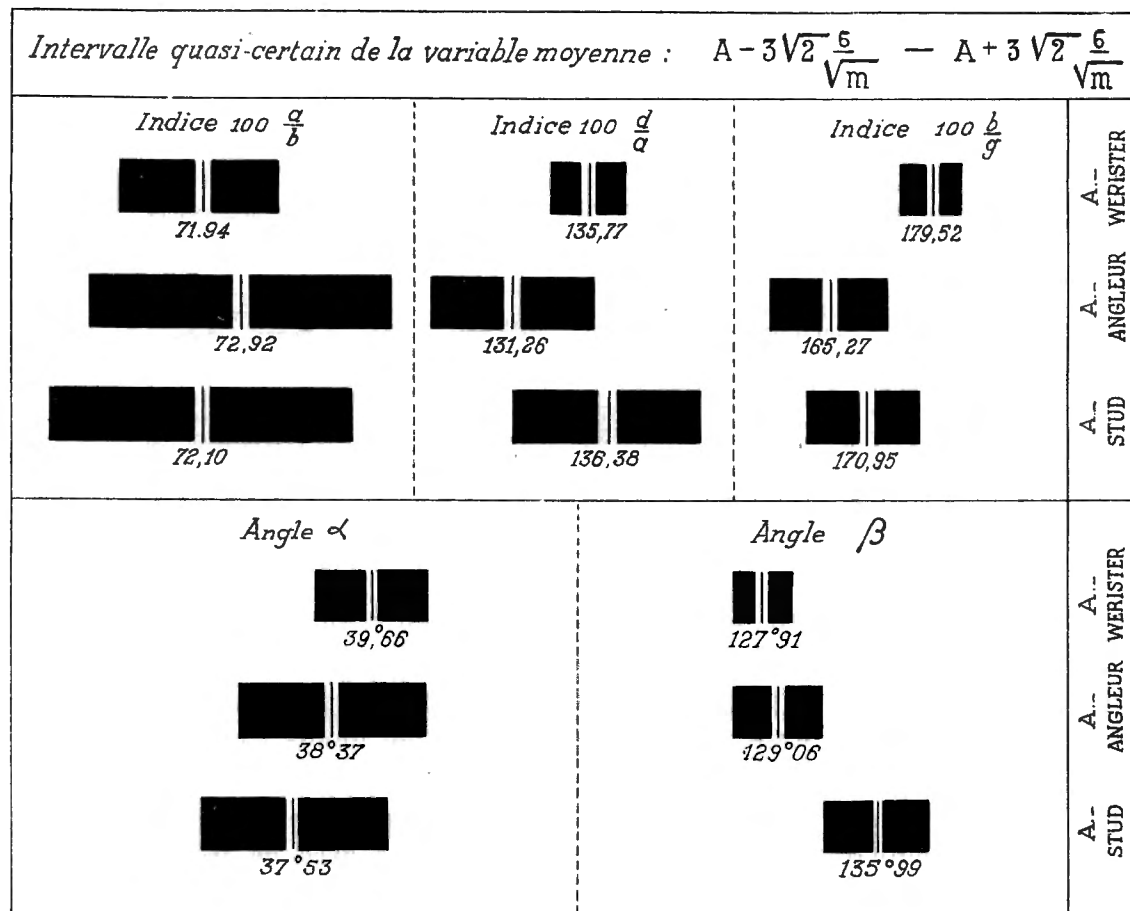 Intervalle quasi-certain de la variable moyenne : A - 3√2 σ/√m — A + 3√2 σ/√m
Indice 100 a/b
Indice 100 d/a
Indice 100 b/g
71.94
135,77
179,52
A.-- WERISTER
72,92
131,26
165,27
A.-- ANGLEUR
72,10
136,38
170,95
A.-- STUD
Angle α
Angle β
39,°66
127°91
A.-- WERISTER
38°37
129°06
A.-- ANGLEUR
37°53
135°99
A.-- STUD